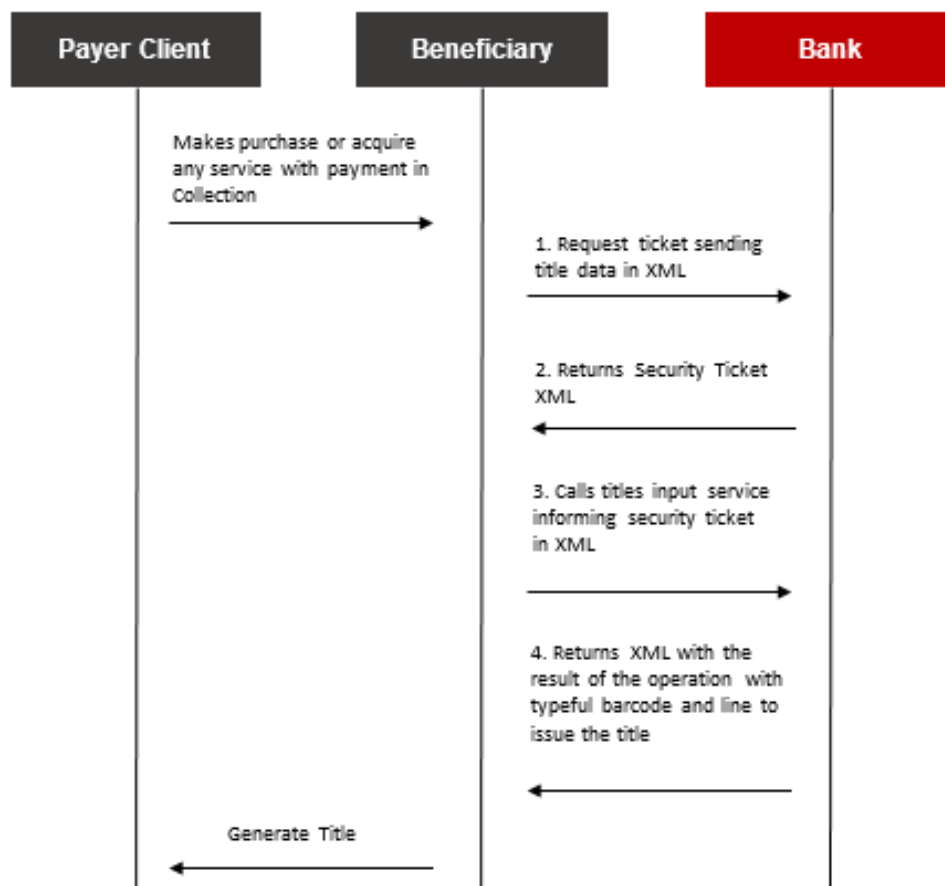 Payer Client
Beneficiary
Bank
Makes purchase or acquire
any service with payment in
Collection
1. Request ticket sending
title data in XML
2. Returns Security Ticket
XML
3. Calls titles input service
informing security ticket
in XML
4. Returns XML with the
result of the operation with
typeful barcode and line to
issue the title
Generate Title